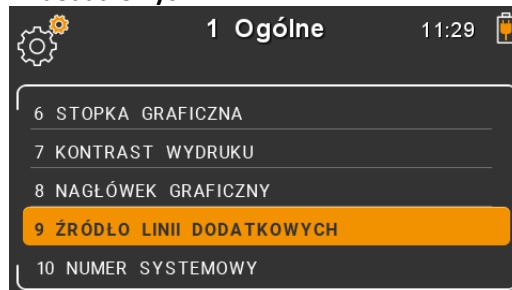 1 Ogólne 11:29
6 STOPKA GRAFICZNA
7 KONTRAST WYDRUKU
8 NAGŁÓWEK GRAFICZNY
9 ŹRÓDŁO LINII DODATKOWYCH
10 NUMER SYSTEMOWY